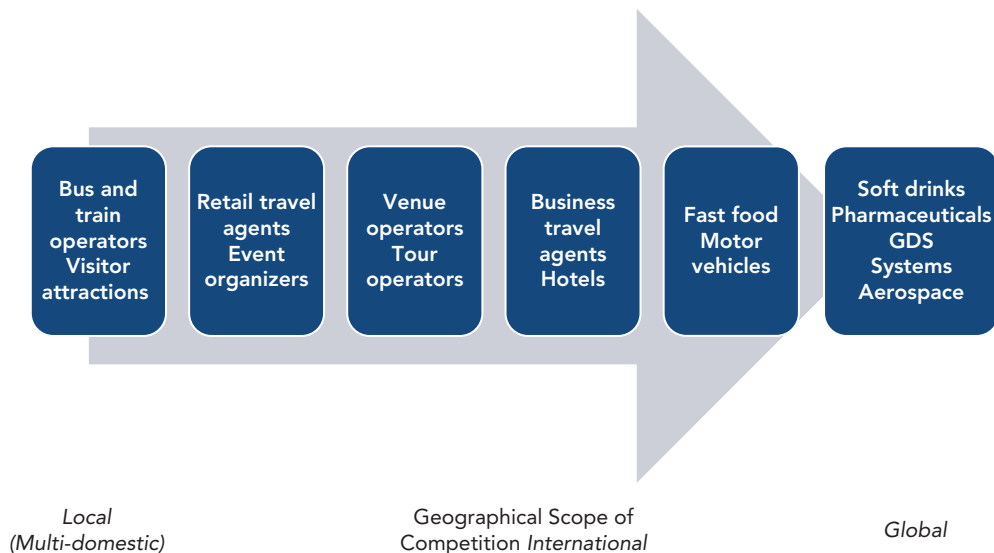 Bus and
train
operators
Visitor
attractions
Retail travel
agents
Event
organizers
Venue
operators
Tour
operators
Business
travel
agents
Hotels
Fast food
Motor
vehicles
Soft drinks
Pharmaceuticals
GDS
Systems
Aerospace
Local
(Multi-domestic)
Geographical Scope of
Competition International
Global